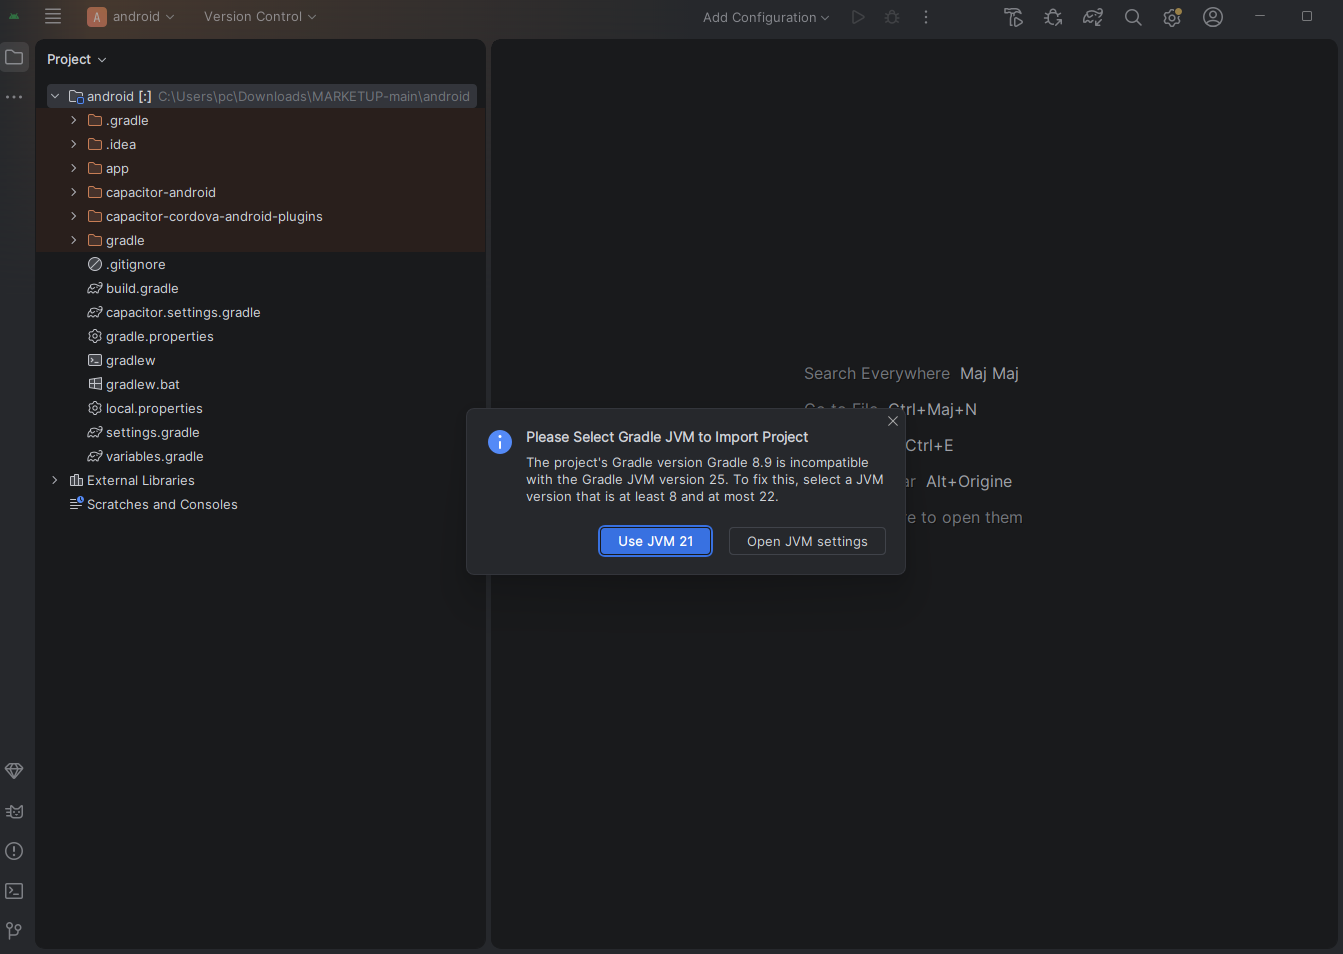 A android Version Control Add Configuration
Project
android [:] C:\Users\pc\Downloads\MARKETUP-main\android
.gradle
.idea
app
capacitor-android
capacitor-cordova-android-plugins
gradle
.gitignore
build.gradle
capacitor.settings.gradle
gradle.properties
gradlew
gradlew.bat
local.properties
settings.gradle
variables.gradle
External Libraries
Scratches and Consoles
Search Everywhere Maj Maj
Ctrl+Maj+N
Ctrl+E
Alt+Origine
to open them
Please Select Gradle JVM to Import Project
The project's Gradle version Gradle 8.9 is incompatible
with the Gradle JVM version 25. To fix this, select a JVM
version that is at least 8 and at most 22.
Use JVM 21 Open JVM settings